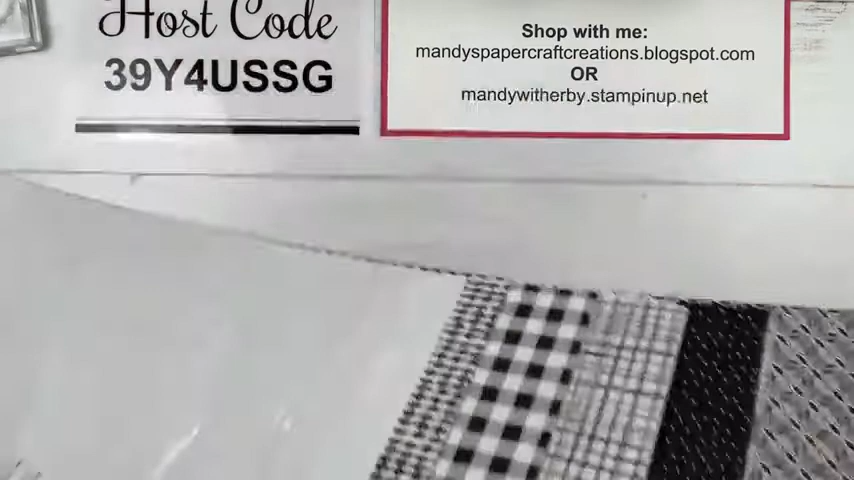 Host Code
39Y4USSG
Shop with me:
mandyspapercraftcreations.blogspot.com
OR
mandywitherby.stampinup.net